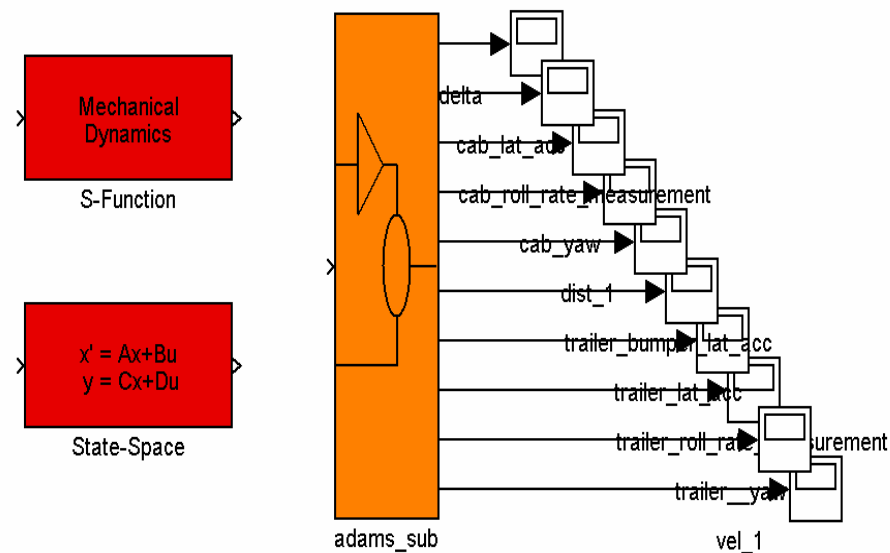 Mechanical
Dynamics
S-Function
x' = Ax+Bu
y = Cx+Du
State-Space
adams_sub
delta
cab_lat_acc
cab_roll_rate_measurement
cab_yaw
dist_1
trailer_bumper_lat_acc
trailer_lat_acc
trailer_roll_rate_measurement
trailer__yaw
vel_1